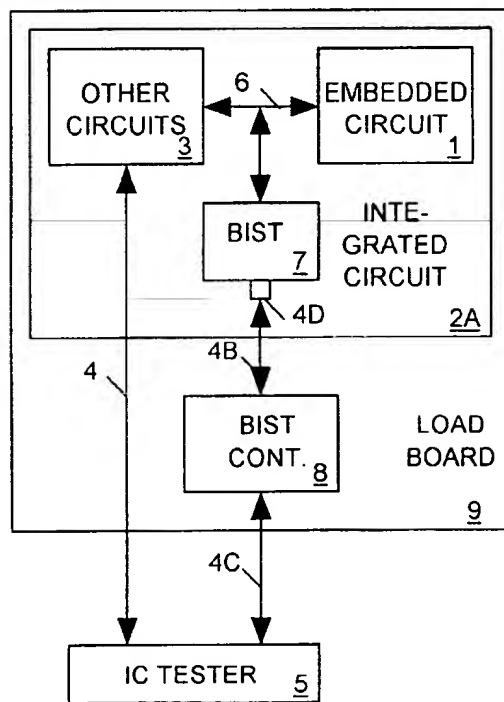 OTHER
CIRCUITS
3
6
EMBEDDED
CIRCUIT
1
BIST
7
INTE-
GRATED
CIRCUIT
2A
4D
4B
4
BIST
CONT.
8
LOAD
BOARD
9
4C
IC TESTER
5